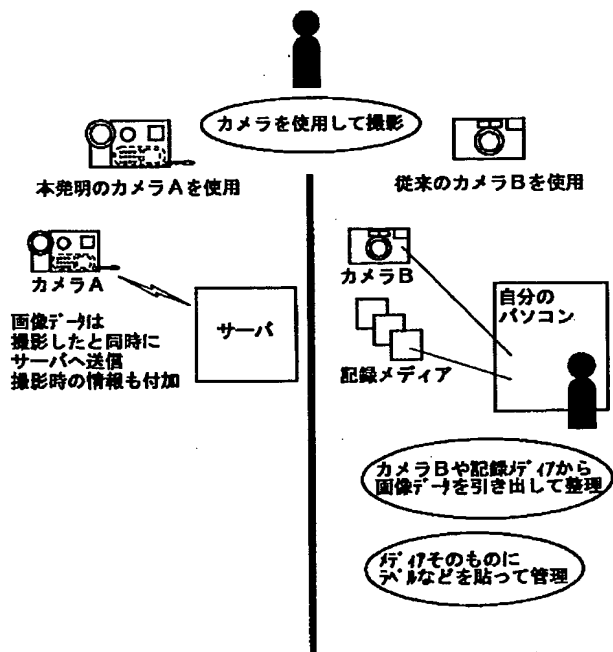 カメラを使用して撮影
本発明のカメラAを使用
従来のカメラBを使用
カメラA
画像データは
撮影したと同時に
サーバへ送信
撮影時の情報も付加
サーバ
カメラB
記録メディア
自分の
パソコン
カメラBや記録メディアから
画像データを引き出して整理
メディアそのものに
ラベルなどを貼って管理